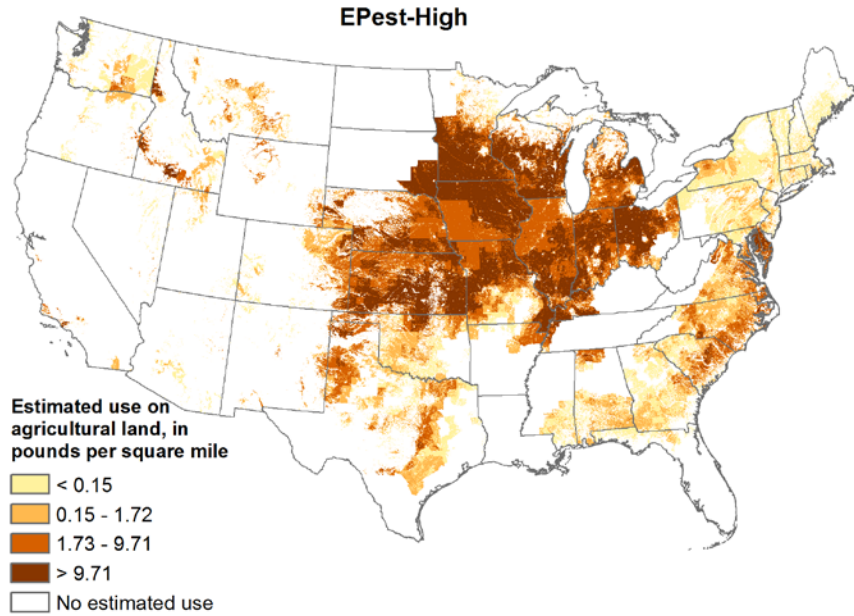 EPest-High
Estimated use on
agricultural land, in
pounds per square mile
< 0.15
0.15 - 1.72
1.73 - 9.71
> 9.71
No estimated use